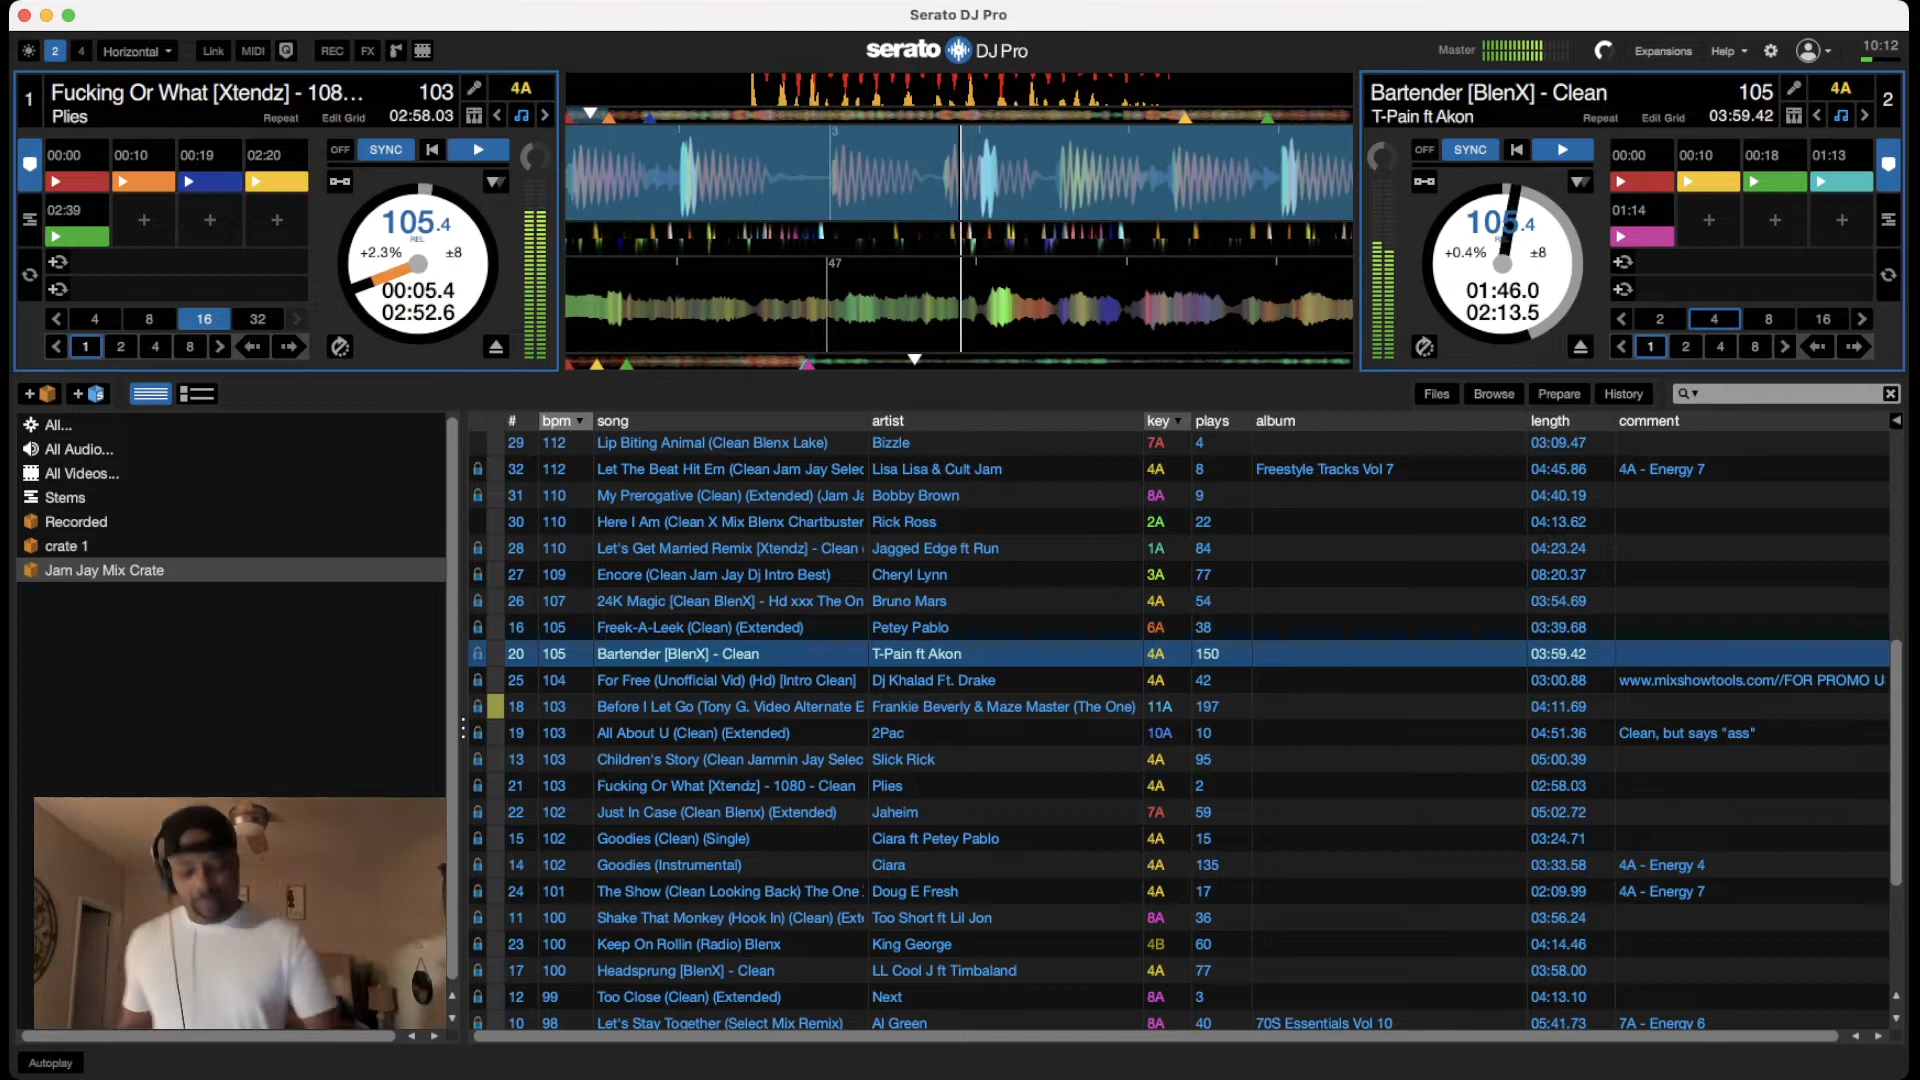 Serato DJ Pro
2 4 Horizontal Link MIDI REC FX
serato DJ Pro
Master Expansions Help 10:12
1 Fucking Or What [Xtendz] - 108... 103 4A
Plies Repeat Edit Grid 02:58.03
00:00 00:10 00:19 02:20
02:39
OFF SYNC
105.4
REL
+2.3% ±8
00:05.4
02:52.6
4 8 16 32
1 2 4 8
3
47
Bartender [BlenX] - Clean 105 4A 2
T-Pain ft Akon Repeat Edit Grid 03:59.42
OFF SYNC
105.4
+0.4% ±8
01:46.0
02:13.5
00:00 00:10 00:18 01:13
01:14
2 4 8 16
1 2 4 8
Files Browse Prepare History
All...
All Audio...
All Videos...
Stems
Recorded
crate 1
Jam Jay Mix Crate
# bpm song artist key plays album length comment
29 112 Lip Biting Animal (Clean Blenx Lake) Bizzle 7A 4 03:09.47
32 112 Let The Beat Hit Em (Clean Jam Jay Selec Lisa Lisa & Cult Jam 4A 8 Freestyle Tracks Vol 7 04:45.86 4A - Energy 7
31 110 My Prerogative (Clean) (Extended) (Jam Ja Bobby Brown 8A 9 04:40.19
30 110 Here I Am (Clean X Mix Blenx Chartbuster Rick Ross 2A 22 04:13.62
28 110 Let's Get Married Remix [Xtendz] - Clean Jagged Edge ft Run 1A 84 04:23.24
27 109 Encore (Clean Jam Jay Dj Intro Best) Cheryl Lynn 3A 77 08:20.37
26 107 24K Magic [Clean BlenX] - Hd xxx The On Bruno Mars 4A 54 03:54.69
16 105 Freek-A-Leek (Clean) (Extended) Petey Pablo 6A 38 03:39.68
20 105 Bartender [BlenX] - Clean T-Pain ft Akon 4A 150 03:59.42
25 104 For Free (Unofficial Vid) (Hd) [Intro Clean] Dj Khalad Ft. Drake 4A 42 03:00.88 www.mixshowtools.com//FOR PROMO U
18 103 Before I Let Go (Tony G. Video Alternate E Frankie Beverly & Maze Master (The One) 11A 197 04:11.69
19 103 All About U (Clean) (Extended) 2Pac 10A 10 04:51.36 Clean, but says "ass"
13 103 Children's Story (Clean Jammin Jay Selec Slick Rick 4A 95 05:00.39
21 103 Fucking Or What [Xtendz] - 1080 - Clean Plies 4A 2 02:58.03
22 102 Just In Case (Clean Blenx) (Extended) Jaheim 7A 59 05:02.72
15 102 Goodies (Clean) (Single) Ciara ft Petey Pablo 4A 15 03:24.71
14 102 Goodies (Instrumental) Ciara 4A 135 03:33.58 4A - Energy 4
24 101 The Show (Clean Looking Back) The One Doug E Fresh 4A 17 02:09.99 4A - Energy 7
11 100 Shake That Monkey (Hook In) (Clean) (Ext Too Short ft Lil Jon 8A 36 03:56.24
23 100 Keep On Rollin (Radio) Blenx King George 4B 60 04:14.46
17 100 Headsprung [BlenX] - Clean LL Cool J ft Timbaland 4A 77 03:58.00
12 99 Too Close (Clean) (Extended) Next 8A 3 04:13.10
10 98 Let's Stay Together (Select Mix Remix) Al Green 8A 40 70S Essentials Vol 10 05:41.73 7A - Energy 6
Autoplay